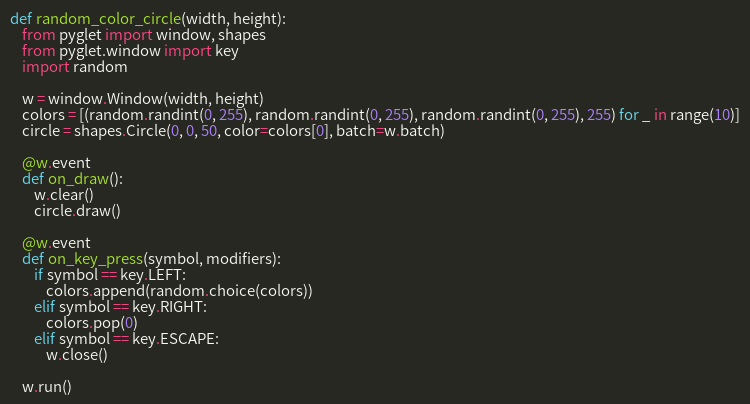 def random_color_circle(width, height):
    from pyglet import window, shapes
    from pyglet.window import key
    import random

    w = window.Window(width, height)
    colors = [(random.randint(0, 255), random.randint(0, 255), random.randint(0, 255), 255) for _ in range(10)]
    circle = shapes.Circle(0, 0, 50, color=colors[0], batch=w.batch)

    @w.event
    def on_draw():
        w.clear()
        circle.draw()

    @w.event
    def on_key_press(symbol, modifiers):
        if symbol == key.LEFT:
            colors.append(random.choice(colors))
        elif symbol == key.RIGHT:
            colors.pop(0)
        elif symbol == key.ESCAPE:
            w.close()

    w.run()